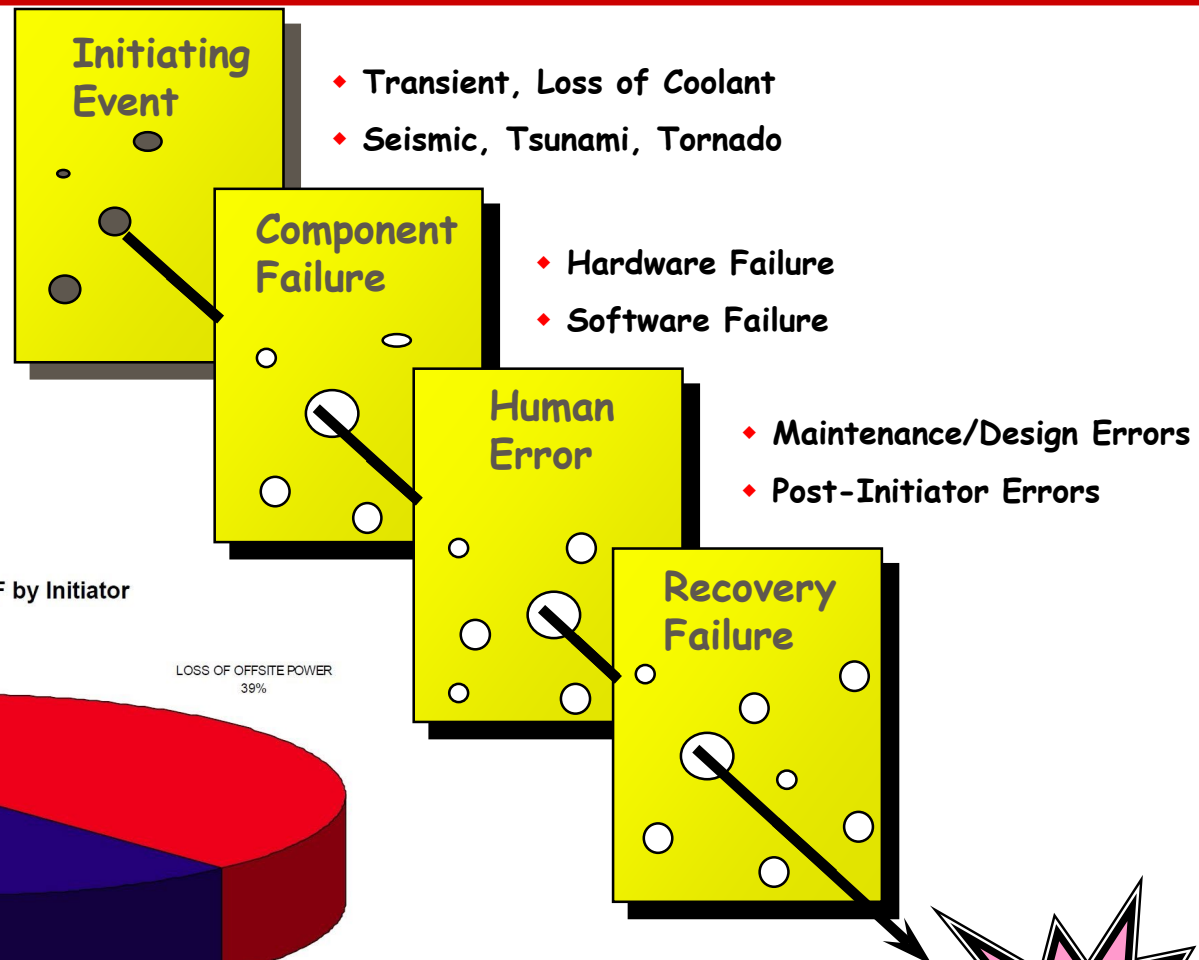 Initiating
Event
Transient, Loss of Coolant
Seismic, Tsunami, Tornado
Component
Failure
Hardware Failure
Software Failure
Human
Error
Maintenance/Design Errors
Post-Initiator Errors
Recovery
Failure
F by Initiator
LOSS OF OFFSITE POWER
39%